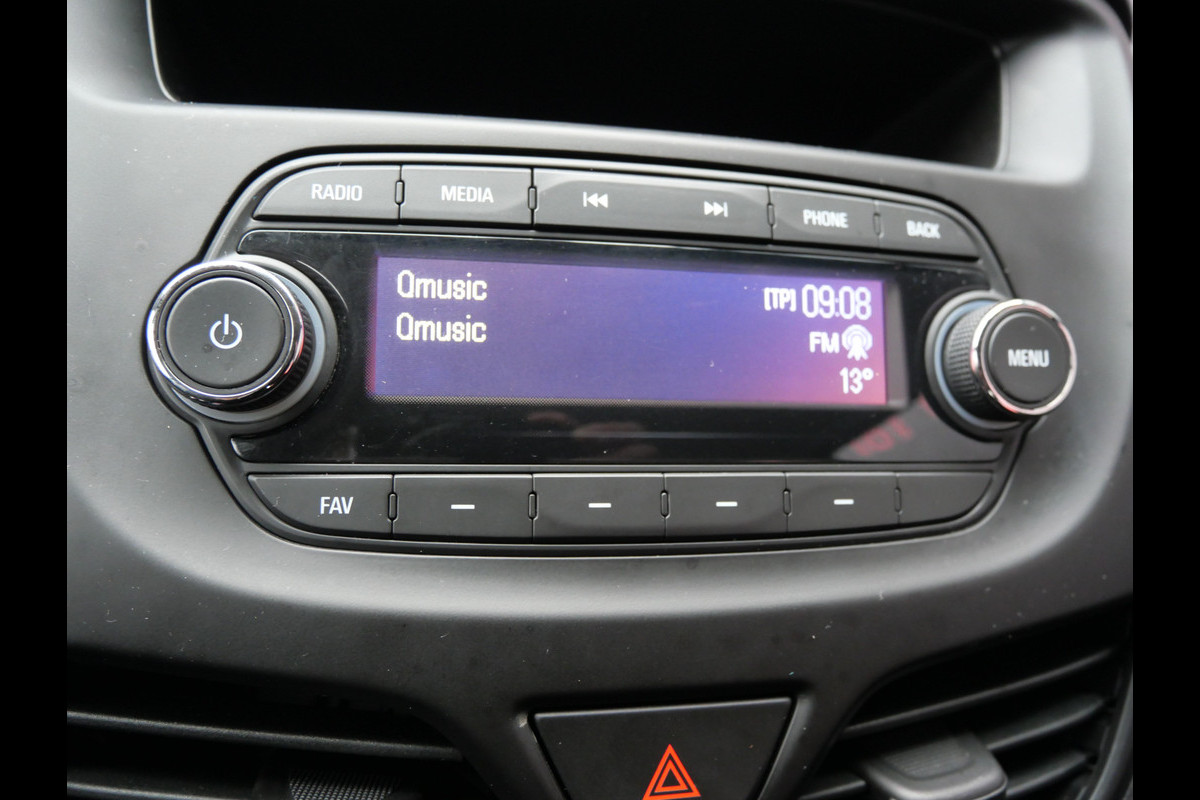 RADIO MEDIA PHONE BACK
Qmusic [TP] 09:08
Qmusic FM
13°
MENU
FAV